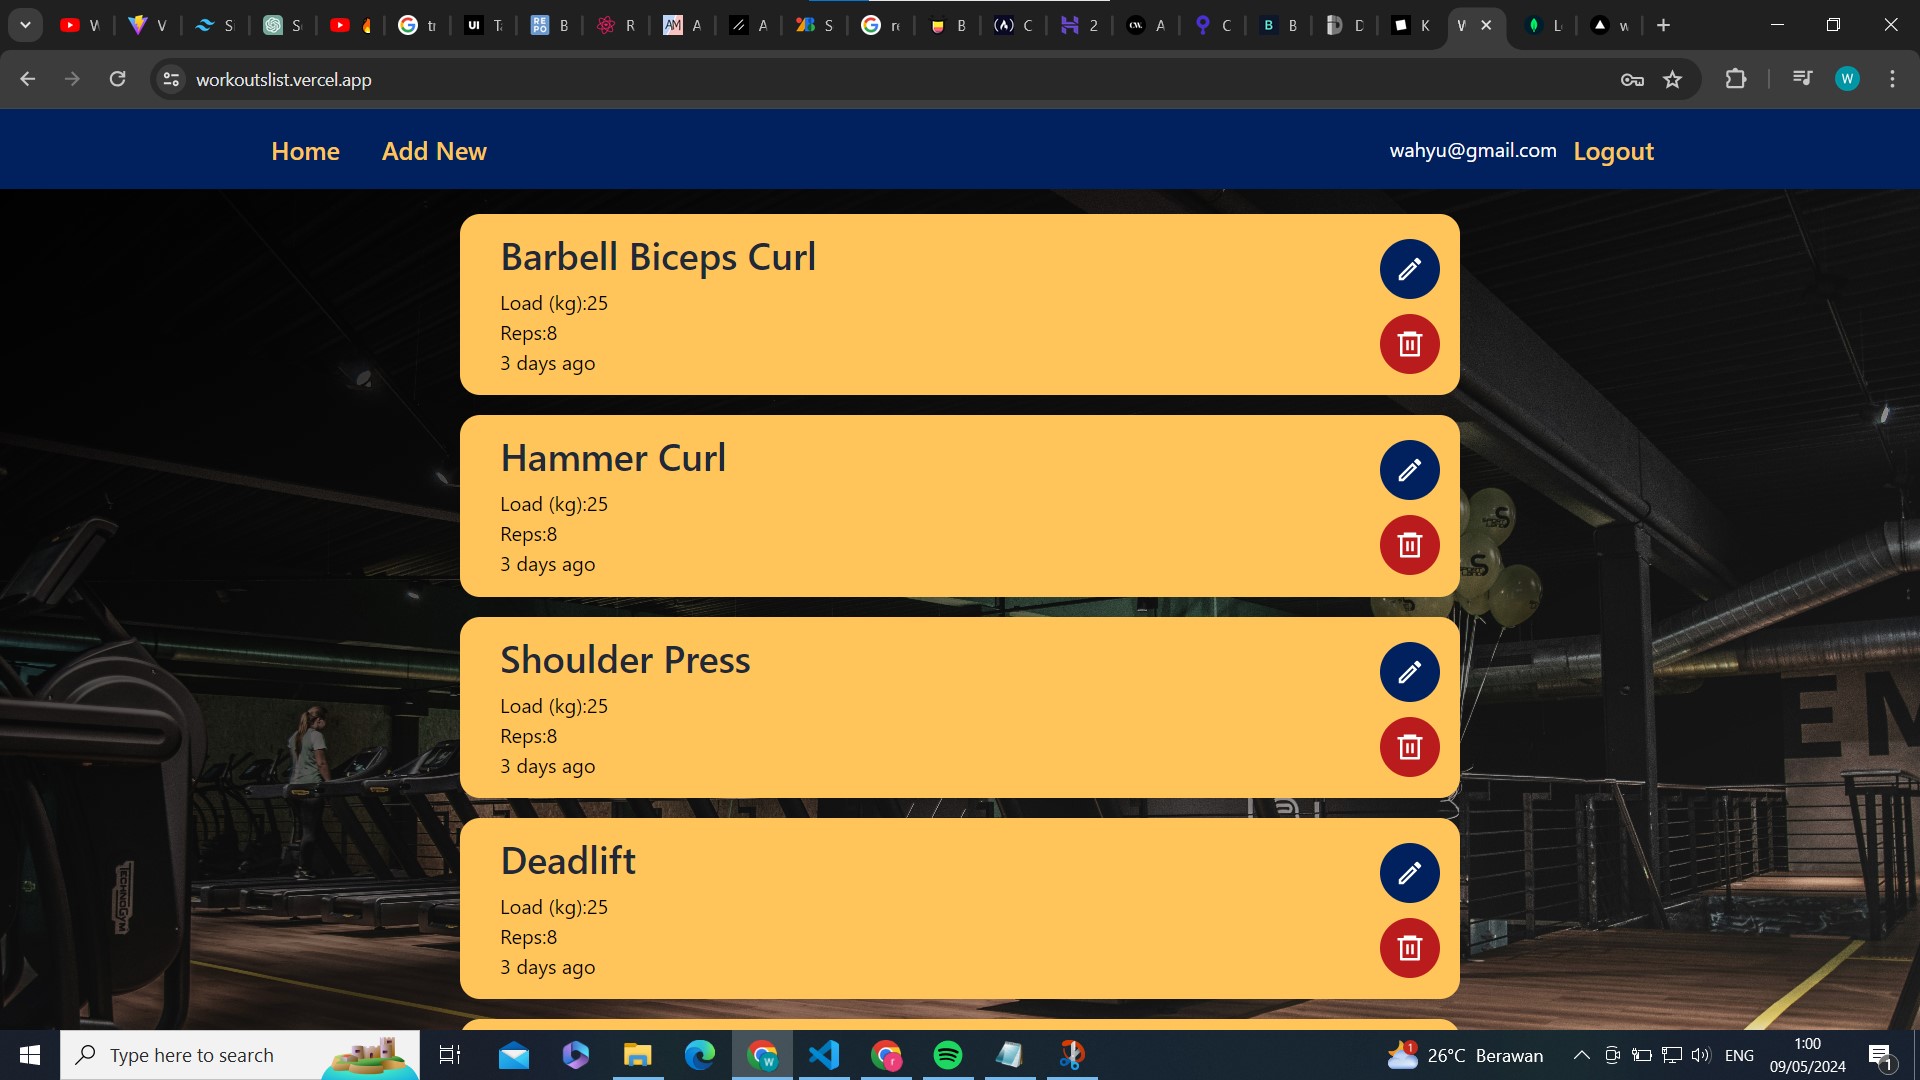 workoutslist.vercel.app
Home
Add New
wahyu@gmail.com
Logout
Barbell Biceps Curl
Load (kg):25
Reps:8
3 days ago
Hammer Curl
Load (kg):25
Reps:8
3 days ago
Shoulder Press
Load (kg):25
Reps:8
3 days ago
Deadlift
Load (kg):25
Reps:8
3 days ago
TECHNOGYM
EM
Type here to search
26°C Berawan
ENG
1:00
09/05/2024
1